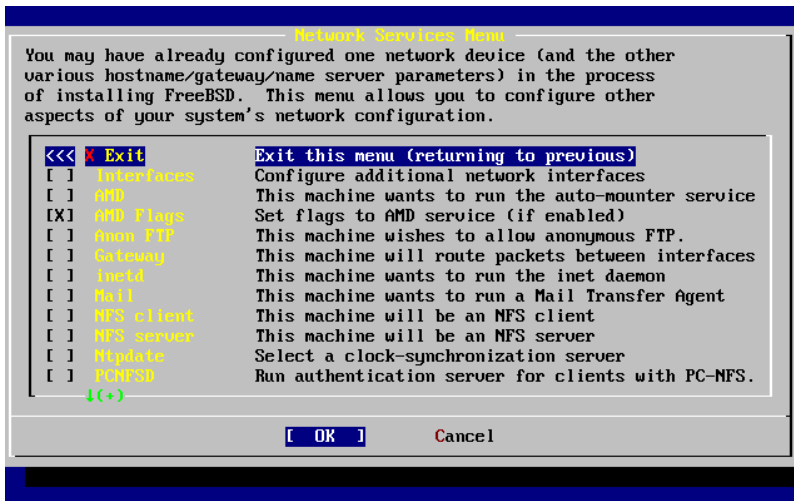 Network Services Menu
You may have already configured one network device (and the other
various hostname/gateway/name server parameters) in the process
of installing FreeBSD.  This menu allows you to configure other
aspects of your system's network configuration.
<<< X Exit Exit this menu (returning to previous)
[ ] Interfaces Configure additional network interfaces
[ ] AMD This machine wants to run the auto-mounter service
[X] AMD Flags Set flags to AMD service (if enabled)
[ ] Anon FTP This machine wishes to allow anonymous FTP.
[ ] Gateway This machine will route packets between interfaces
[ ] inetd This machine wants to run the inet daemon
[ ] Mail This machine wants to run a Mail Transfer Agent
[ ] NFS client This machine will be an NFS client
[ ] NFS server This machine will be an NFS server
[ ] Ntpdate Select a clock-synchronization server
[ ] PCNFSD Run authentication server for clients with PC-NFS.
↓(+)
[ OK ] Cancel